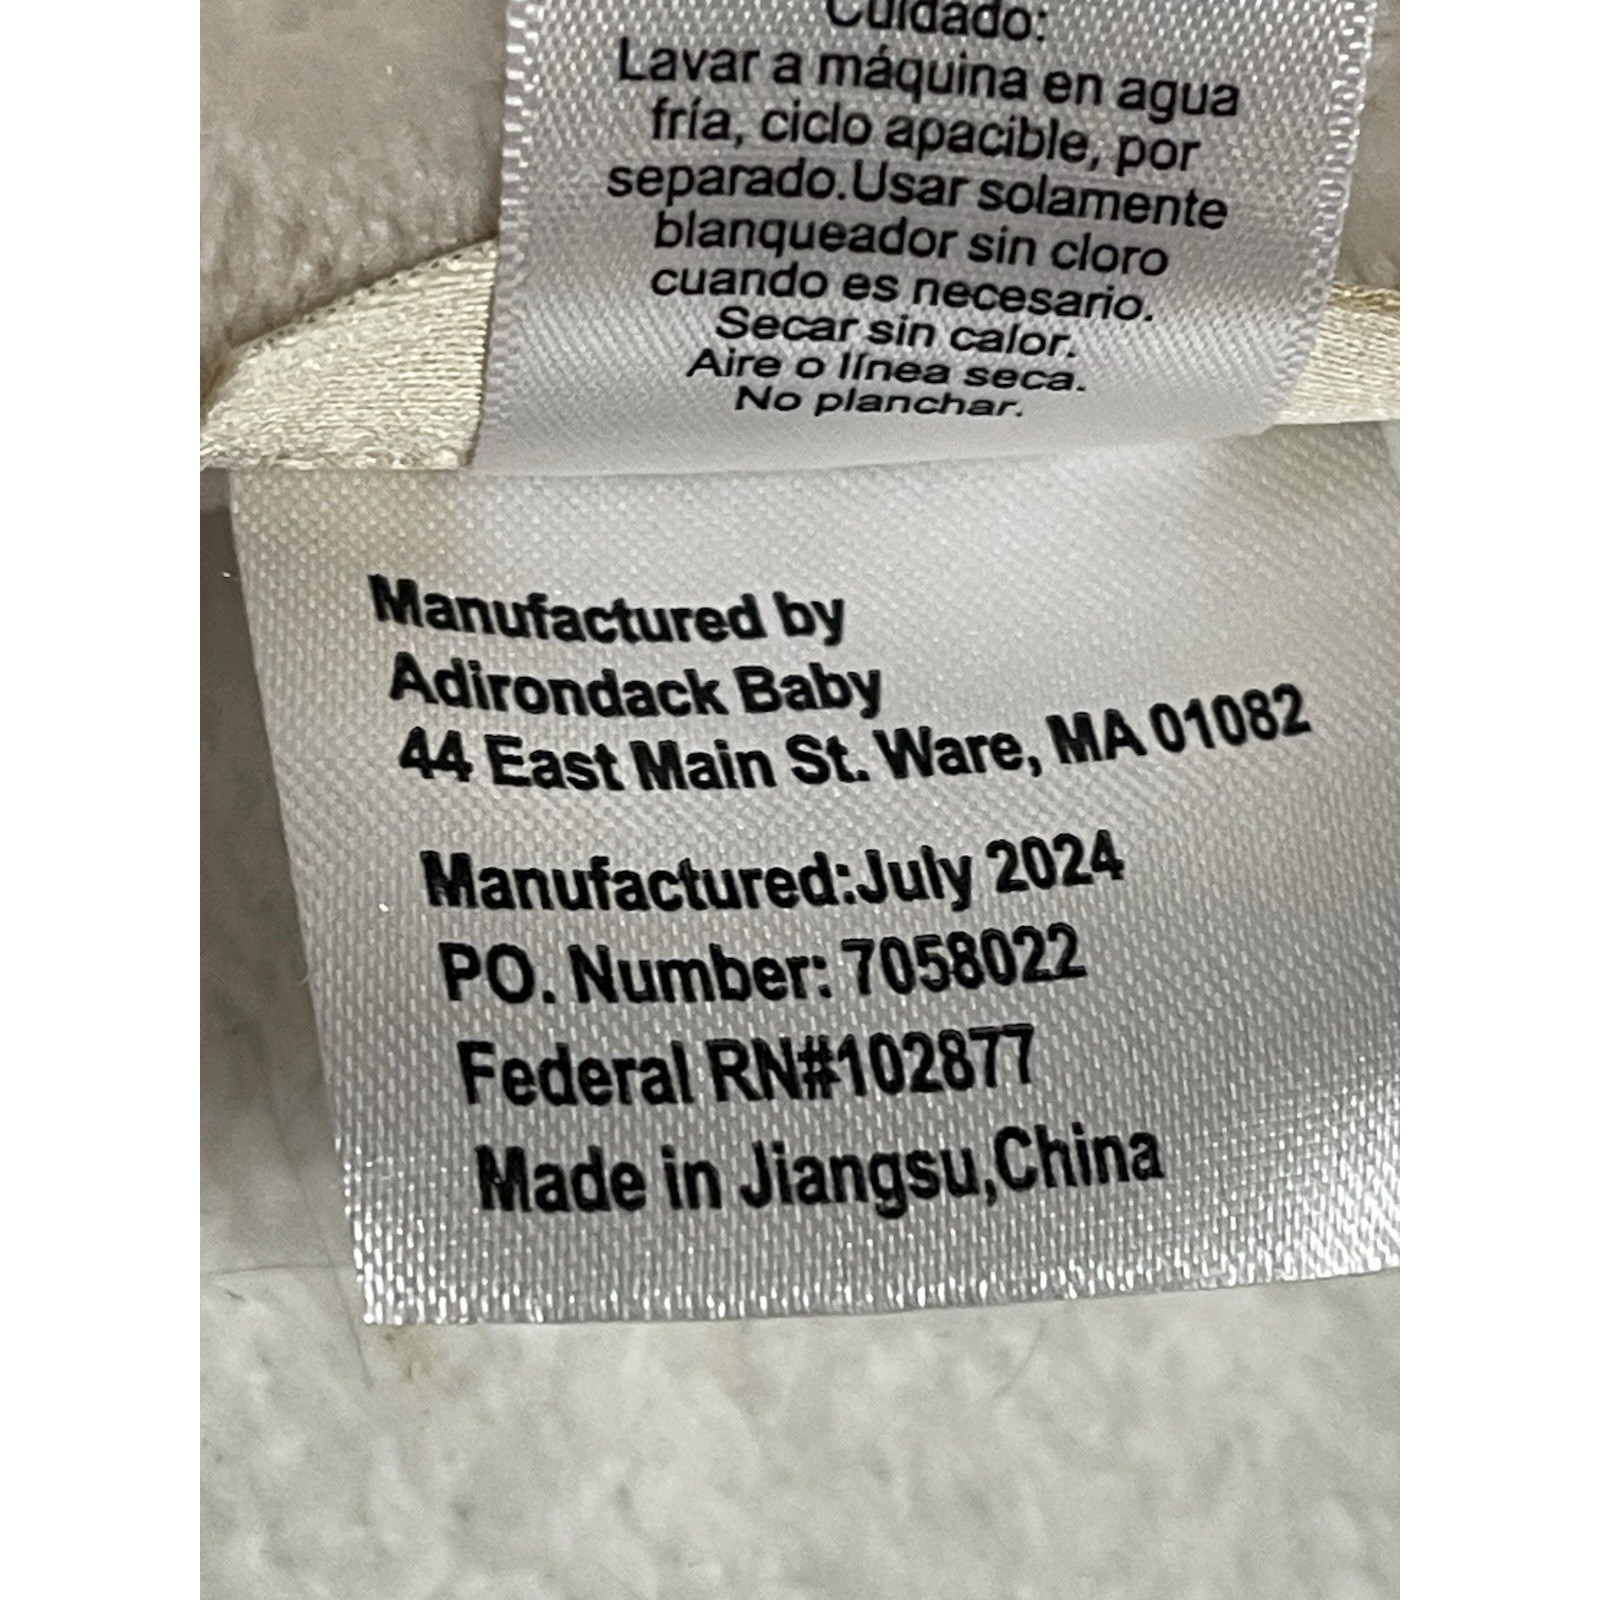 Cuidado:
Lavar a máquina en agua
fría, ciclo apacible, por
separado.Usar solamente
blanqueador sin cloro
cuando es necesario.
Secar sin calor.
Aire o línea seca.
No planchar.
Manufactured by
Adirondack Baby
44 East Main St. Ware, MA 01082
Manufactured:July 2024
PO. Number: 7058022
Federal RN#102877
Made in Jiangsu,China